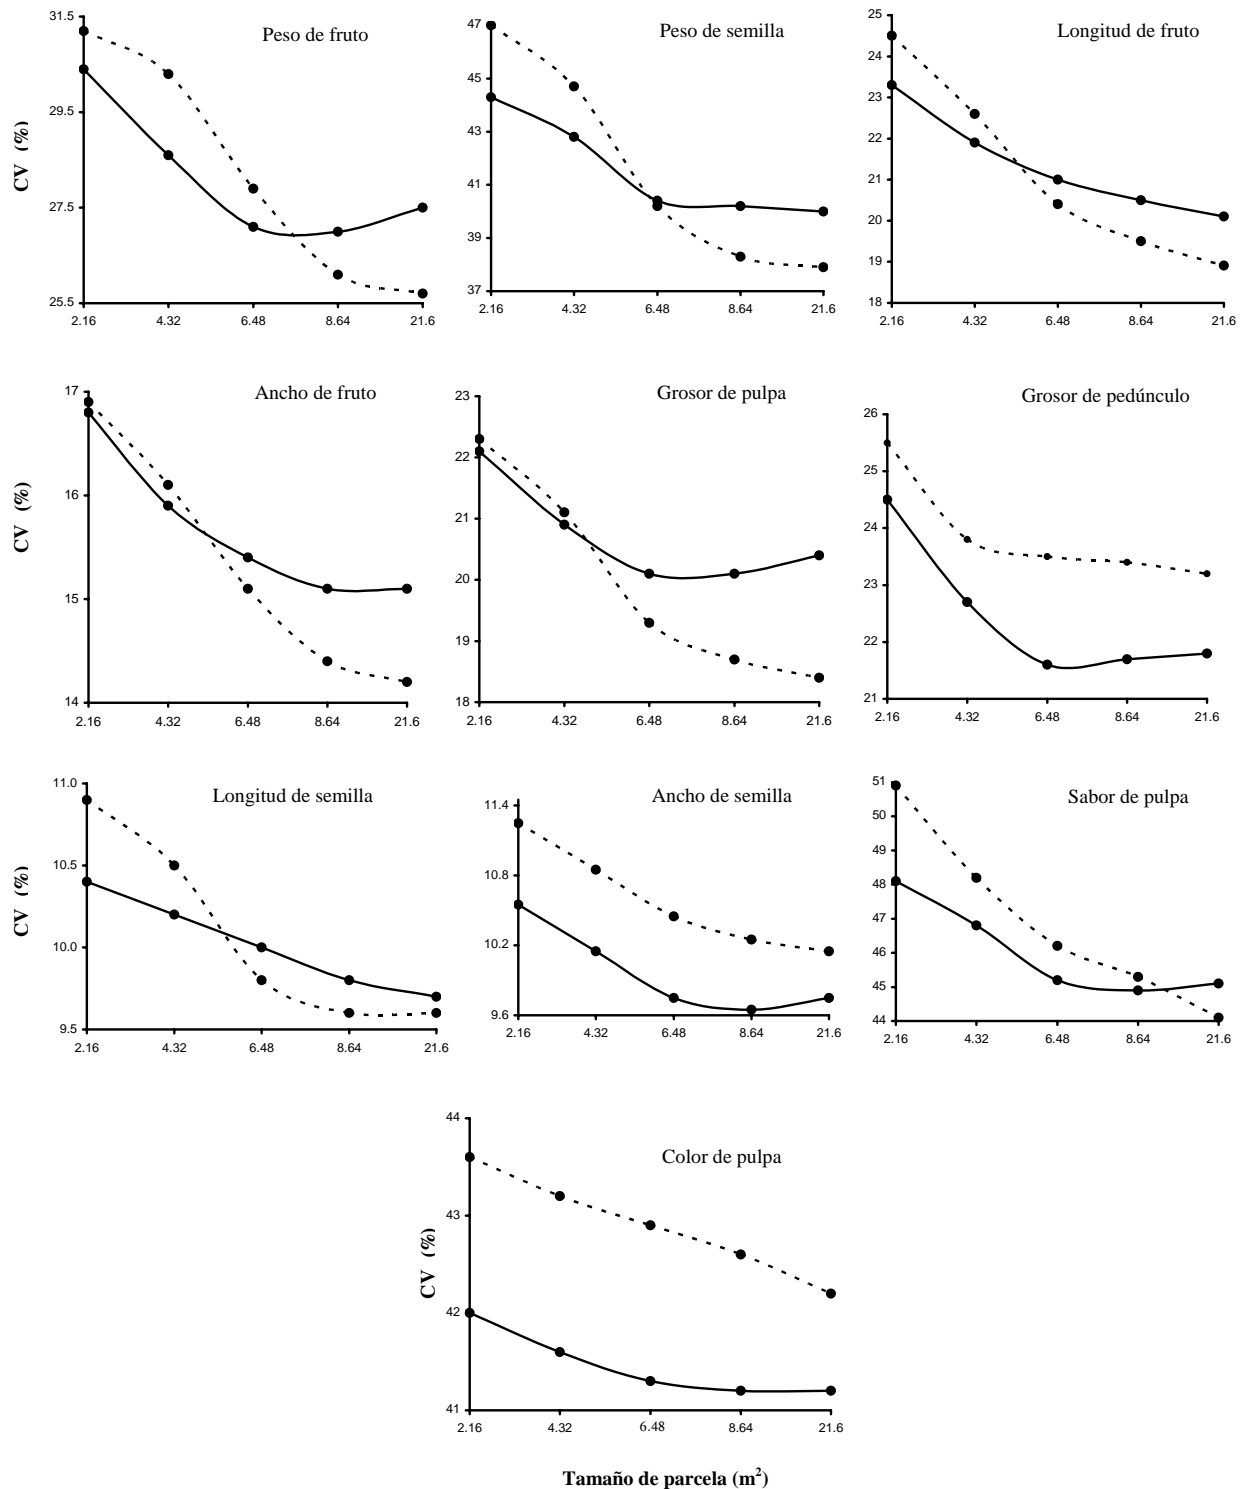 Peso de fruto
CV (%)
31.5
29.5
27.5
25.5
2.16 4.32 6.48 8.64 21.6
Peso de semilla
47
45
43
41
39
37
2.16 4.32 6.48 8.64 21.6
Longitud de fruto
25
24
23
22
21
20
19
18
2.16 4.32 6.48 8.64 21.6
Ancho de fruto
CV (%)
17
16
15
14
2.16 4.32 6.48 8.64 21.6
Grosor de pulpa
23
22
21
20
19
18
2.16 4.32 6.48 8.64 21.6
Grosor de pedúnculo
26
25
24
23
22
21
2.16 4.32 6.48 8.64 21.6
Longitud de semilla
CV (%)
11.0
10.5
10.0
9.5
2.16 4.32 6.48 8.64 21.6
Ancho de semilla
11.4
10.8
10.2
9.6
2.16 4.32 6.48 8.64 21.6
Sabor de pulpa
51
50
49
48
47
46
45
44
2.16 4.32 6.48 8.64 21.6
Color de pulpa
CV (%)
44
43
42
41
2.16 4.32 6.48 8.64 21.6
Tamaño de parcela (m²)